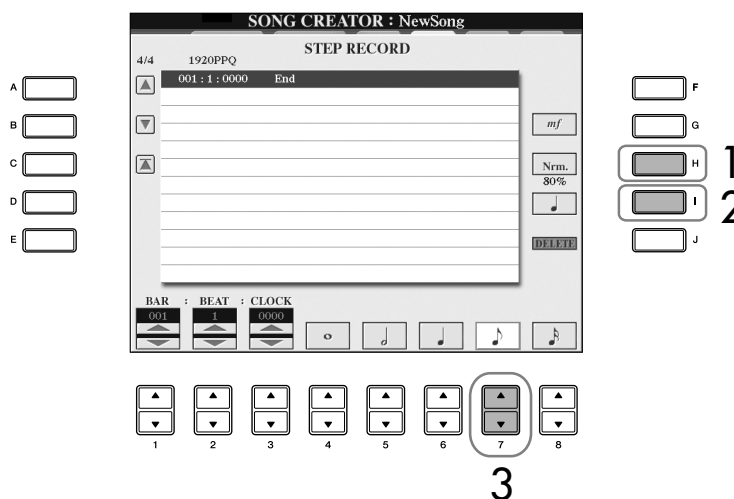 SONG CREATOR : NewSong
STEP RECORD
4/4 1920PPQ
001 : 1 : 0000 End
A
B
C
D
E
mf
Nrm.
80%
DELETE
F
G
H 1
I 2
J
BAR : BEAT : CLOCK
001 1 0000
1 2 3 4 5 6 7 8
3